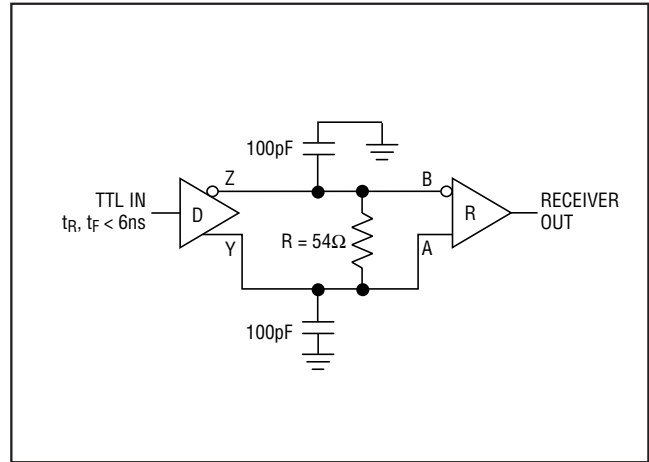 100pF
Z
B
TTL IN
tR, tF < 6ns
D
R
RECEIVER
OUT
Y
R = 54Ω
A
100pF